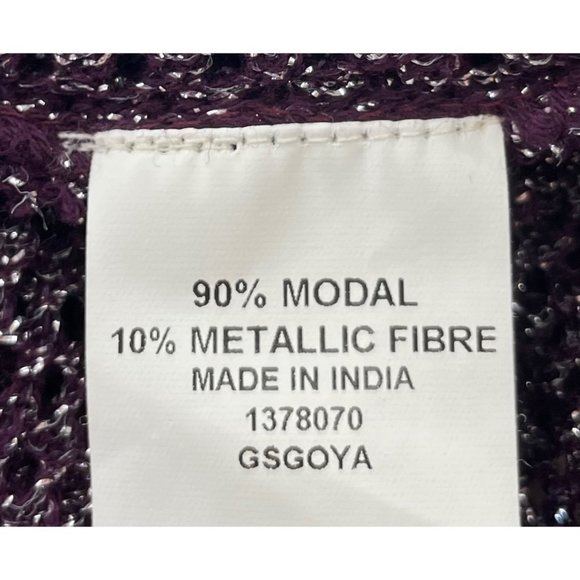 90% MODAL
10% METALLIC FIBRE
MADE IN INDIA
1378070
GSGOYA